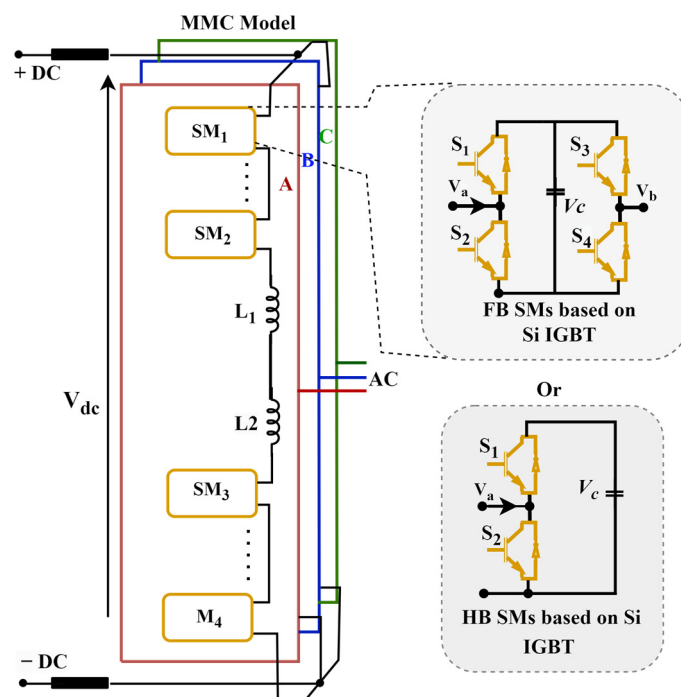 MMC Model
+ DC
SM1
C
B
A
SM2
L1
Vdc
AC
L2
SM3
M4
− DC
S1
S3
Va
Vc
Vb
S2
S4
FB SMs based on
Si IGBT
Or
S1
Va
Vc
S2
HB SMs based on Si
IGBT